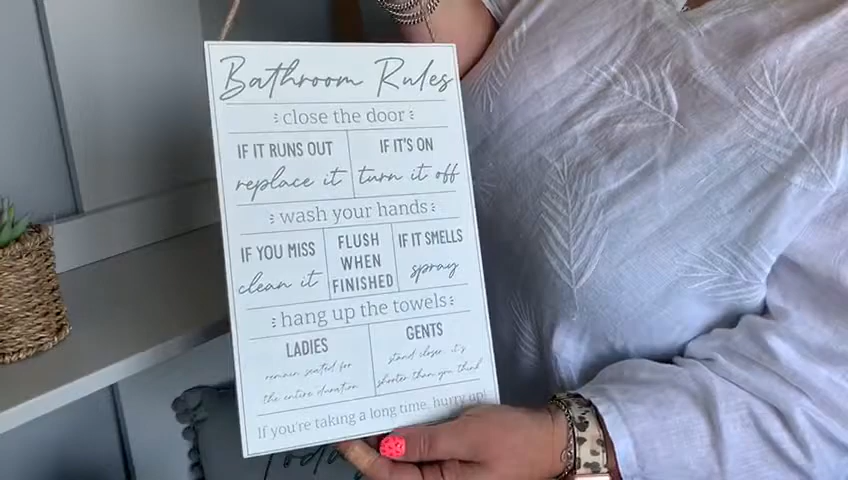 Bathroom Rules
close the door
IF IT RUNS OUT
replace it
IF IT'S ON
turn it off
wash your hands
IF YOU MISS
clean it
FLUSH
WHEN
FINISHED
IF IT SMELLS
spray
hang up the towels
LADIES
remain seated for
the entire duration
GENTS
stand closer it's
shorter than you think
If you're taking a long time, hurry up!
Today